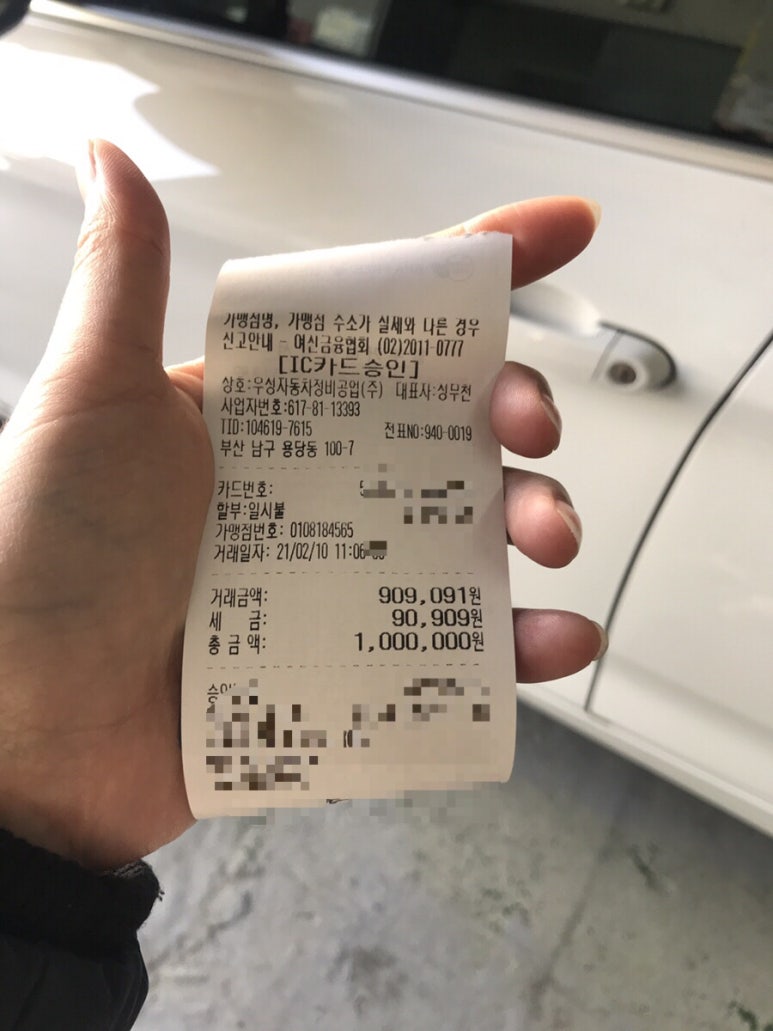 가맹점명, 가맹점 주소가 실제와 다른 경우
신고안내 - 여신금융협회 (02)2011-0777
[IC카드승인]
상호:우성자동차정비공업(주) 대표자:성무천
사업자번호:617-81-13393
TID:104619-7615 전표NO:940-0019
부산 남구 용당동 100-7
카드번호:
할부:일시불
가맹점번호: 0108184565
거래일자: 21/02/10 11:06
거래금액: 909,091원
세 금: 90,909원
총 금 액: 1,000,000원